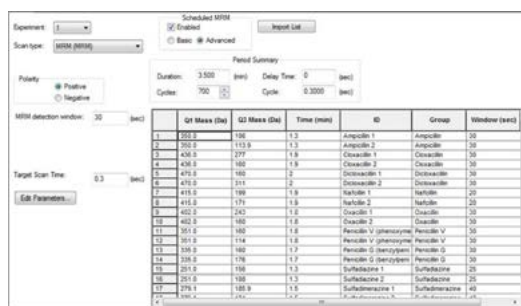 Experiment: 1
Scheduled MRM
Enabled
Import List
Basic Advanced
Scan type: MRM (MRM)
Period Summary
Duration: 3.500 (min) Delay Time: 0 (sec)
Cycles: 700 Cycle: 0.3000 (sec)
Polarity
Positive
Negative
MRM detection window: 30 (sec)
Target Scan Time: 0.3 (sec)
Edit Parameters...
Q1 Mass (Da) Q3 Mass (Da) Time (min) ID Group Window (sec)
1 350.0 106 1.3 Ampicillin 1 Ampicillin 30
2 350.0 113.9 1.3 Ampicillin 2 Ampicillin 30
3 436.0 277 1.9 Cloxacillin 1 Cloxacillin 30
4 436.0 160 1.9 Cloxacillin 2 Cloxacillin 30
5 470.0 160 2 Dicloxacillin 1 Dicloxacillin 30
6 470.0 311 2 Dicloxacillin 2 Dicloxacillin 30
7 415.0 199 1.9 Nafcillin 1 Nafcillin 20
8 415.0 171 1.9 Nafcillin 2 Nafcillin 20
9 402.0 243 1.8 Oxacillin 1 Oxacillin 30
10 402.0 160 1.8 Oxacillin 2 Oxacillin 30
11 351.0 160 1.8 Penicillin V (phenoxyme Penicillin V 30
12 351.0 114 1.8 Penicillin V (phenoxyme Penicillin V 30
13 335.0 160 1.7 Penicillin G (benzylpeni Penicillin G 30
14 335.0 176 1.7 Penicillin G (benzylpeni Penicillin G 30
15 251.0 156 1.3 Sulfadiazine 1 Sulfadiazine 25
16 251.0 1.3 Sulfadiazine 2 Sulfadiazine 25
17 279.1 185.9 1.5 Sulfadimerazine 1 Sulfadimerazine 40